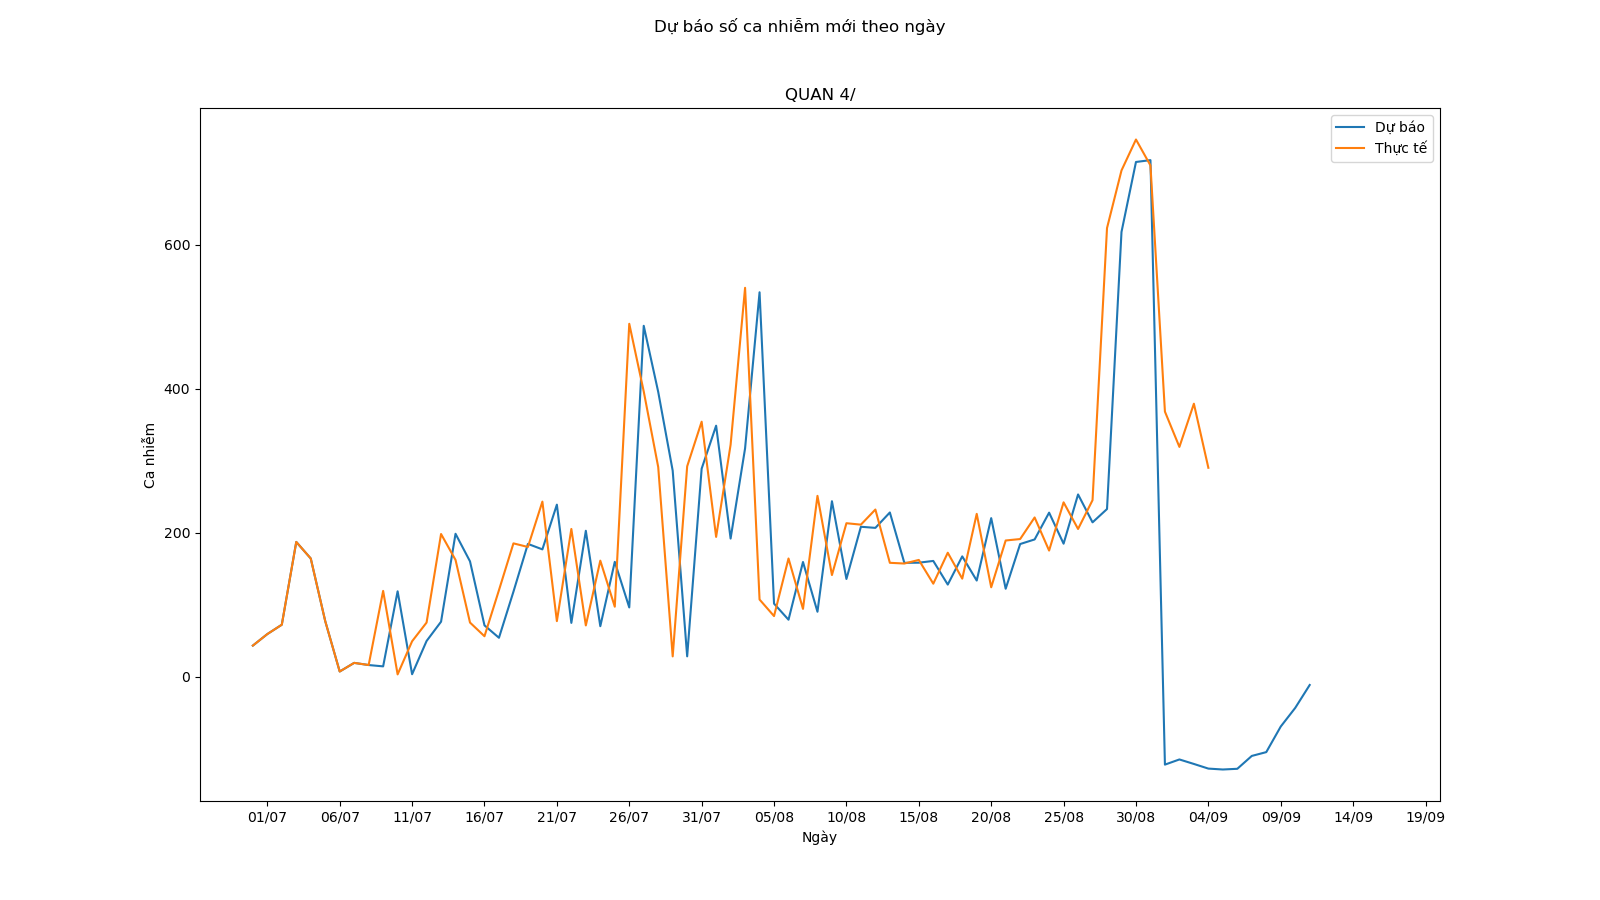 Dự báo số ca nhiễm mới theo ngày
QUAN 4/
Dự báo
Thực tế
600
400
200
0
Ca nhiễm
01/07 06/07 11/07 16/07 21/07 26/07 31/07 05/08 10/08 15/08 20/08 25/08 30/08 04/09 09/09 14/09 19/09
Ngày